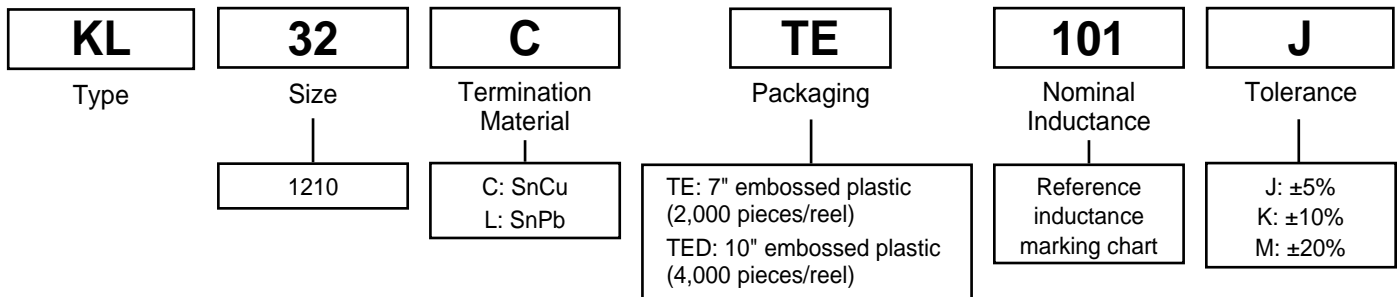 KL 32 C TE 101 J
Type Size Termination Material Packaging Nominal Inductance Tolerance
1210
C: SnCu
L: SnPb
TE: 7" embossed plastic
(2,000 pieces/reel)
TED: 10" embossed plastic
(4,000 pieces/reel)
Reference
inductance
marking chart
J: ±5%
K: ±10%
M: ±20%